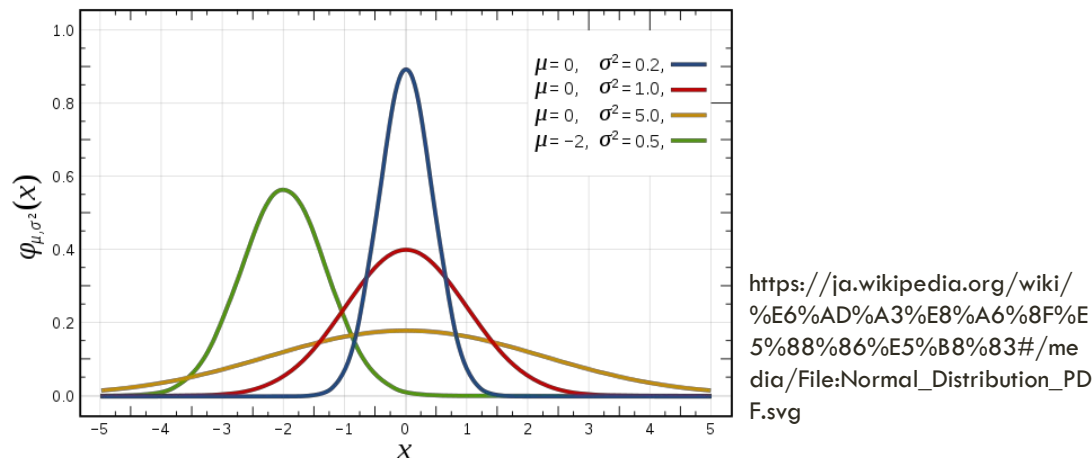 1.0
0.8
0.6
0.4
0.2
0.0
φμ,σ²(x)
μ= 0, σ²= 0.2,
μ= 0, σ²= 1.0,
μ= 0, σ²= 5.0,
μ= −2, σ²= 0.5,
-5 -4 -3 -2 -1 0 1 2 3 4 5
x
https://ja.wikipedia.org/wiki/
%E6%AD%A3%E8%A6%8F%E
5%88%86%E5%B8%83#/me
dia/File:Normal_Distribution_PD
F.svg